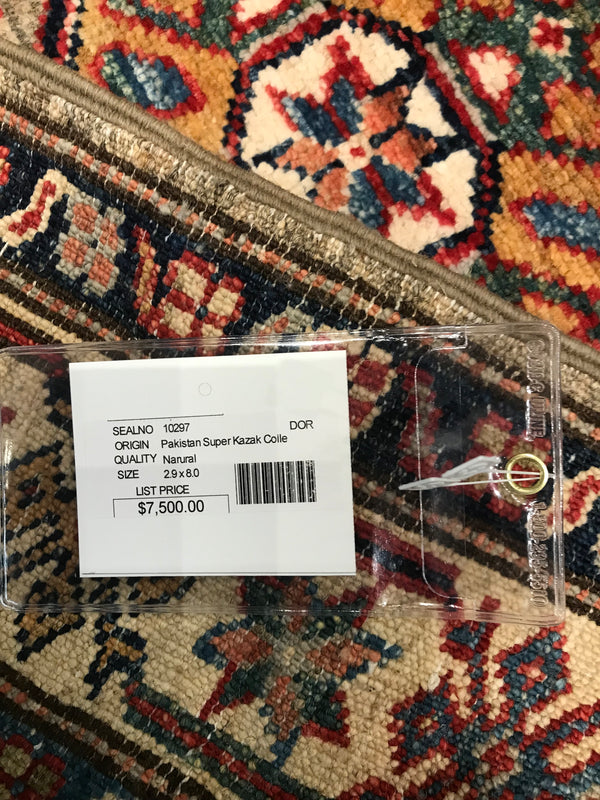 SEALNO 10297 DOR
ORIGIN Pakistan Super Kazak Coile
QUALITY Narural
SIZE 2.9 x 8.0
LIST PRICE
$7,500.00